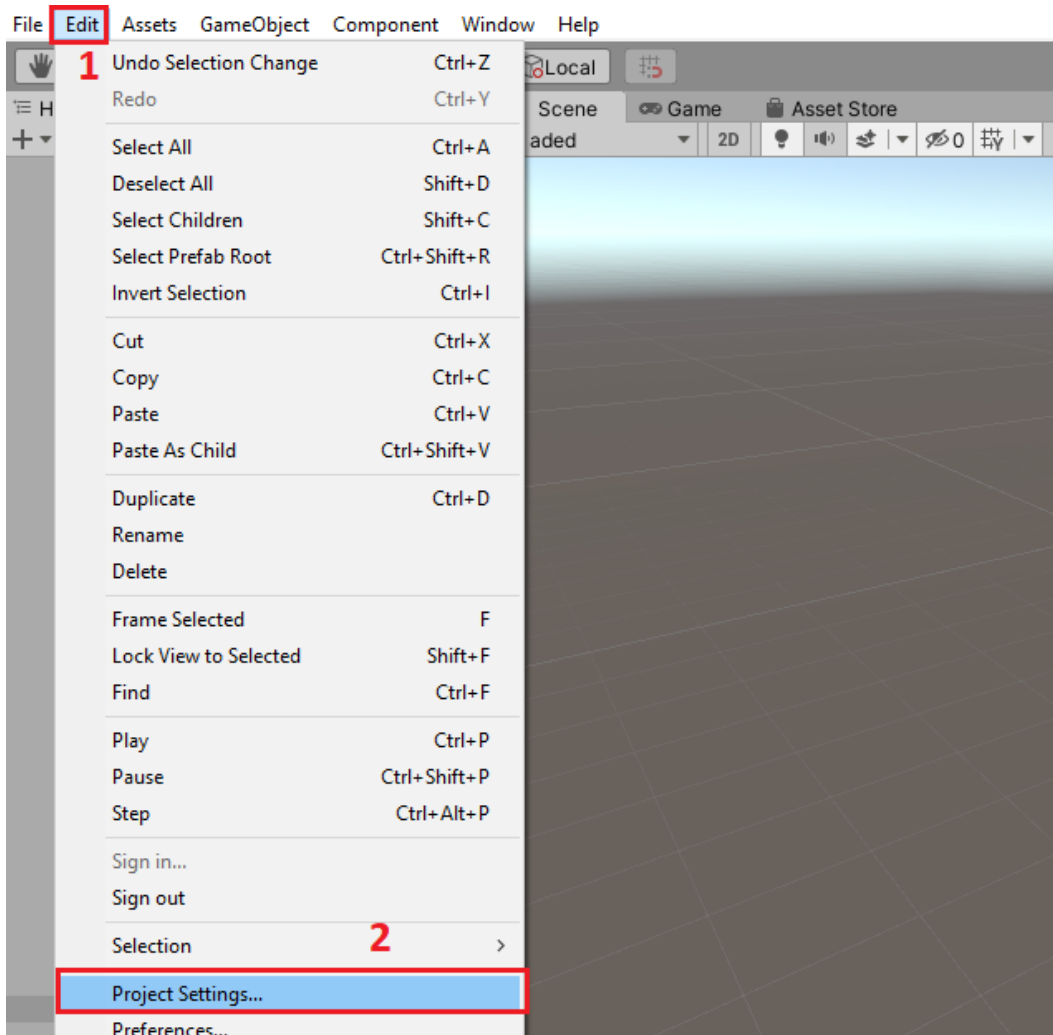 File Edit Assets GameObject Component Window Help
1
Undo Selection Change Ctrl+Z
Local
Redo Ctrl+Y
H
Scene Game Asset Store
aded 2D 0
Select All Ctrl+A
Deselect All Shift+D
Select Children Shift+C
Select Prefab Root Ctrl+Shift+R
Invert Selection Ctrl+I
Cut Ctrl+X
Copy Ctrl+C
Paste Ctrl+V
Paste As Child Ctrl+Shift+V
Duplicate Ctrl+D
Rename
Delete
Frame Selected F
Lock View to Selected Shift+F
Find Ctrl+F
Play Ctrl+P
Pause Ctrl+Shift+P
Step Ctrl+Alt+P
Sign in...
Sign out
2
Selection >
Project Settings...
Preferences...